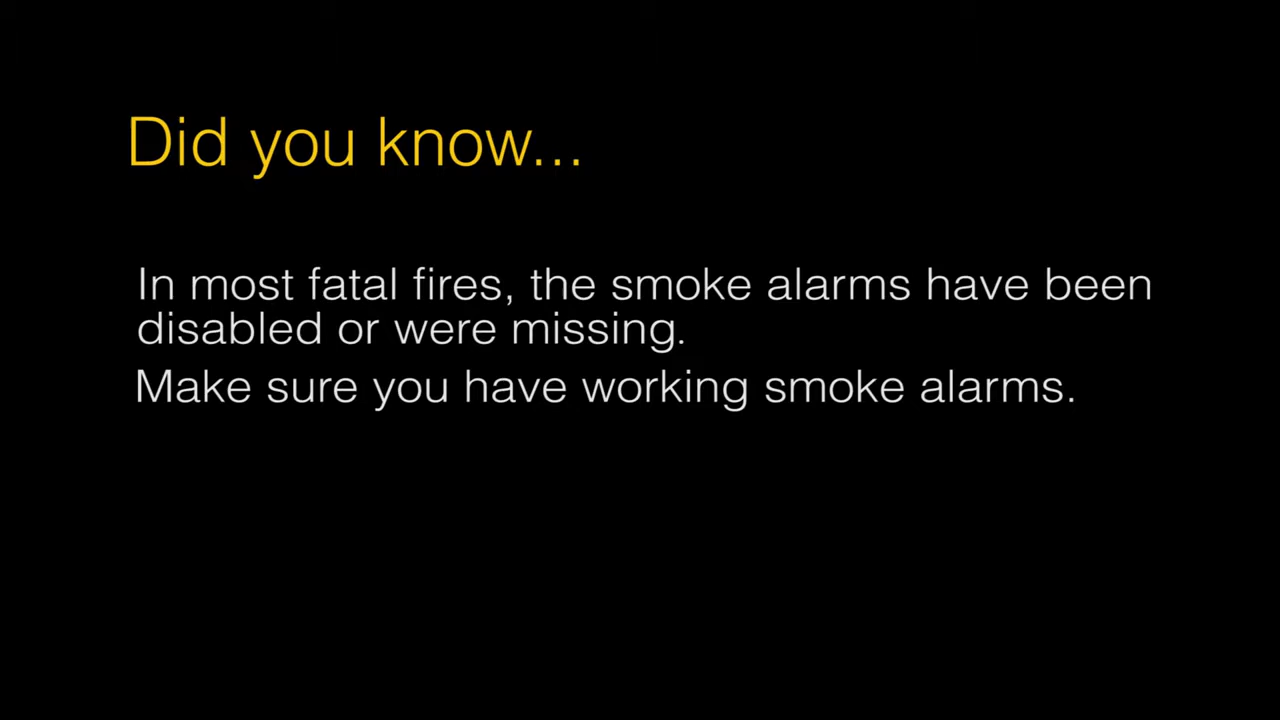 Did you know...
In most fatal fires, the smoke alarms have been
disabled or were missing.
Make sure you have working smoke alarms.